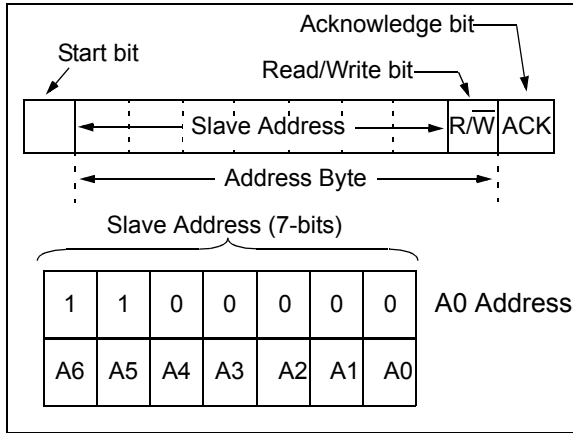 Acknowledge bit
Start bit
Read/Write bit
Slave Address R/W̅ ACK
Address Byte
Slave Address (7-bits)
1 1 0 0 0 0 0 A0 Address
A6 A5 A4 A3 A2 A1 A0